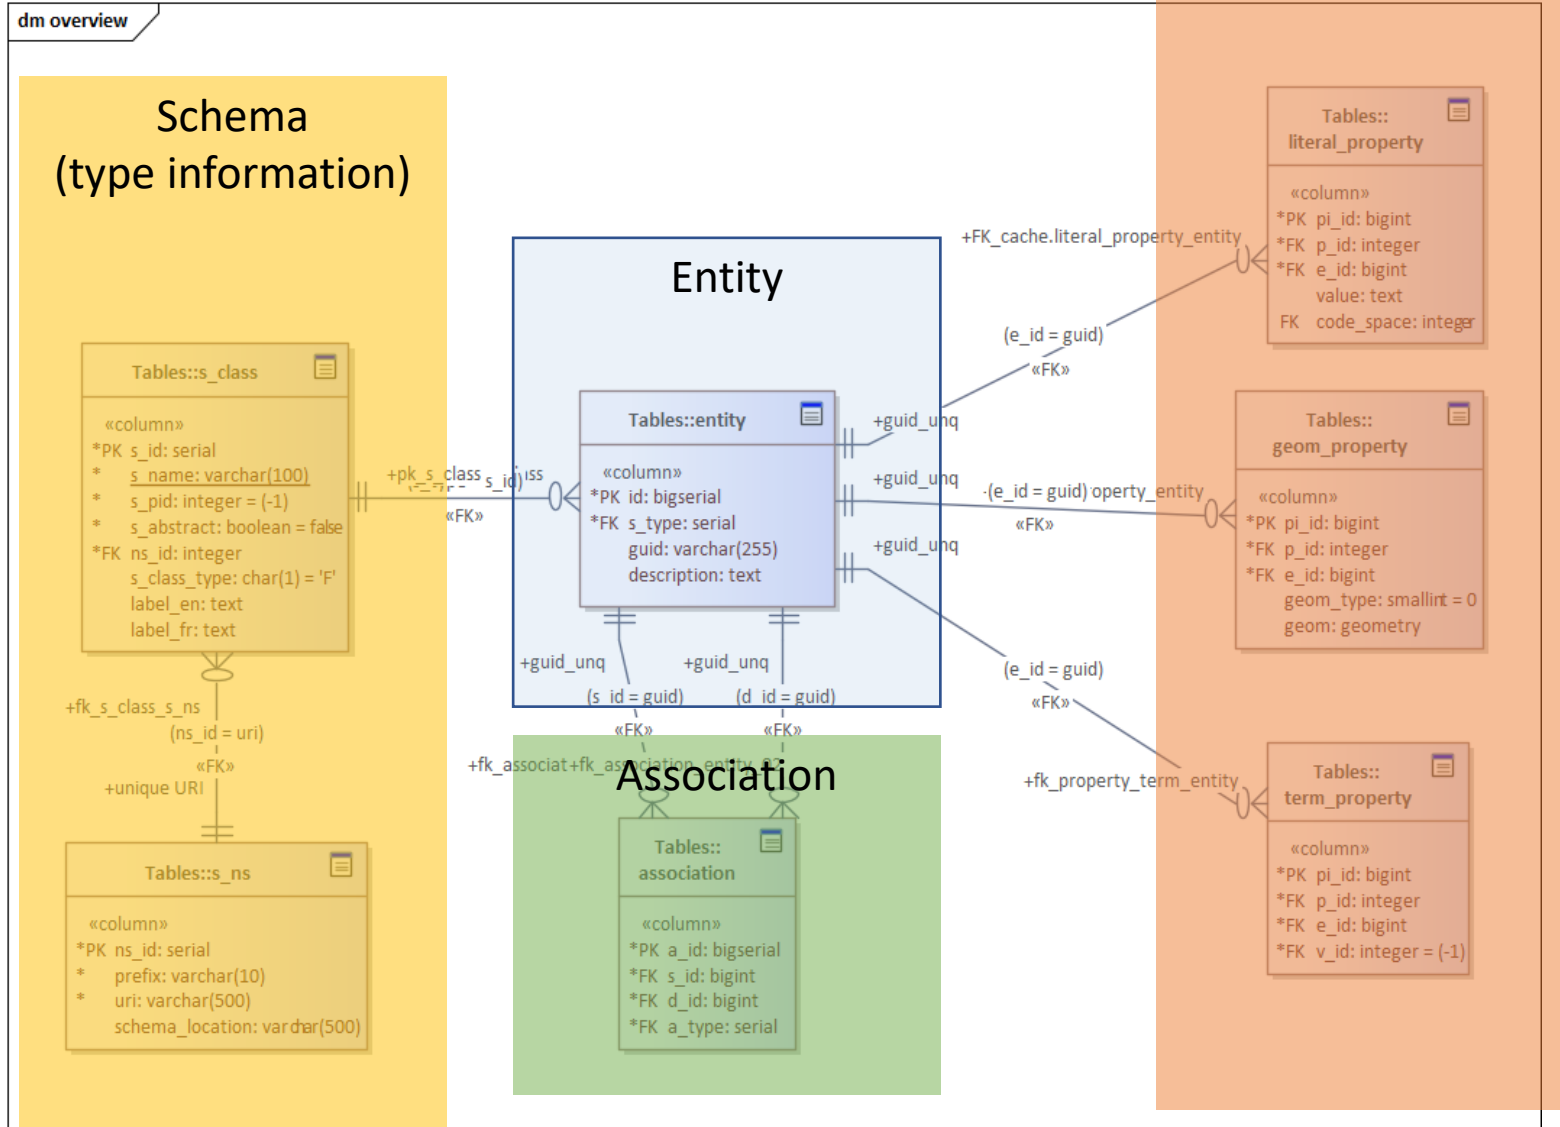 dm overview
Schema
(type information)
Tables::s_class
«column»
*PK s_id: serial
* s_name: varchar(100)
* s_pid: integer = (-1)
* s_abstract: boolean = false
*FK ns_id: integer
s_class_type: char(1) = 'F'
label_en: text
label_fr: text
+fk_s_class_s_ns
(ns_id = uri)
«FK»
+unique URI
Tables::s_ns
«column»
*PK ns_id: serial
* prefix: varchar(10)
* uri: varchar(500)
schema_location: varchar(500)
+pk_s_class
s_id)
«FK»
Entity
Tables::entity
«column»
*PK id: bigserial
*FK s_type: serial
guid: varchar(255)
description: text
+guid_unq
+guid_unq
(s_id = guid)
(d_id = guid)
«FK»
«FK»
+fk_associat
+fk_association_entity_02
Association
Tables::
association
«column»
*PK a_id: bigserial
*FK s_id: bigint
*FK d_id: bigint
*FK a_type: serial
+FK_cache.literal_property_entity
(e_id = guid)
«FK»
+guid_unq
+guid_unq
(e_id = guid)
operty_entity
«FK»
+guid_unq
(e_id = guid)
«FK»
+fk_property_term_entity
Tables::
literal_property
«column»
*PK pi_id: bigint
*FK p_id: integer
*FK e_id: bigint
value: text
FK code_space: integer
Tables::
geom_property
«column»
*PK pi_id: bigint
*FK p_id: integer
*FK e_id: bigint
geom_type: smallint = 0
geom: geometry
Tables::
term_property
«column»
*PK pi_id: bigint
*FK p_id: integer
*FK e_id: bigint
*FK v_id: integer = (-1)